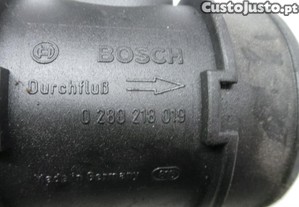 CustoJusto.pt
BOSCH
Durchfluß
0 280 218 019
Made in Germany